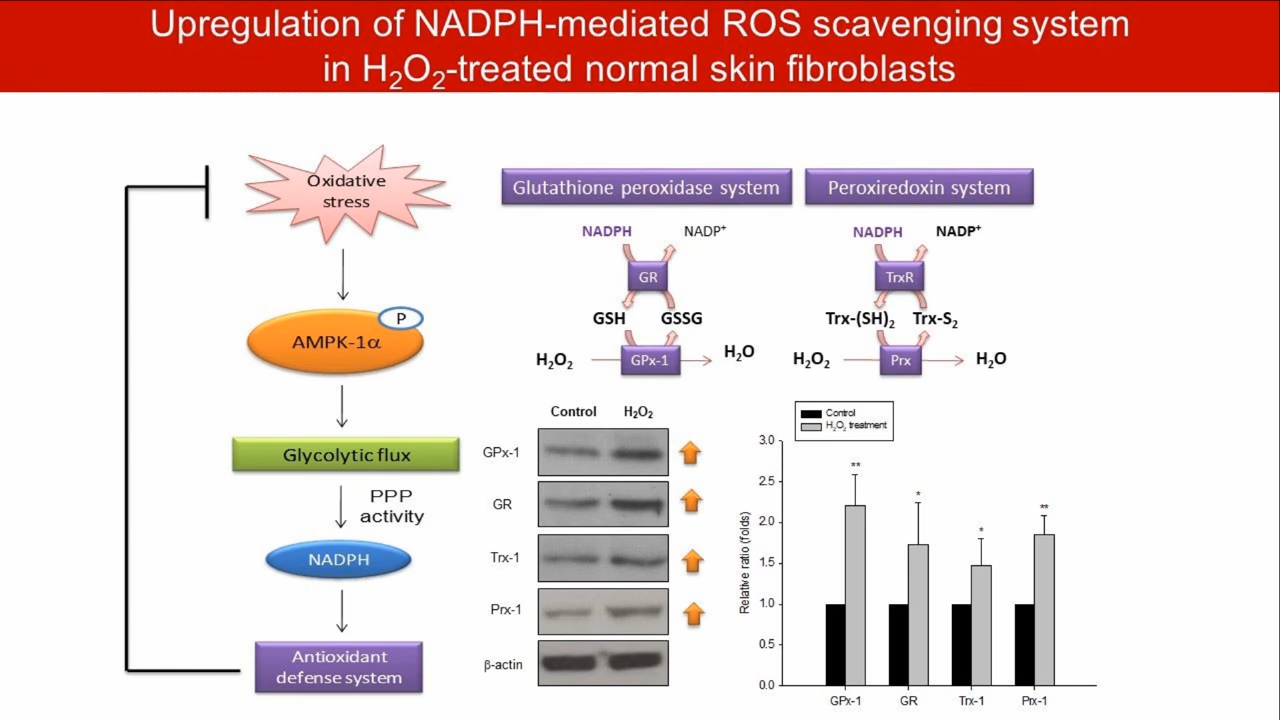 Upregulation of NADPH-mediated ROS scavenging system
in H₂O₂-treated normal skin fibroblasts
Oxidative
stress
P
AMPK-1α
Glycolytic flux
PPP
activity
NADPH
Antioxidant
defense system
Glutathione peroxidase system
NADPH
NADP⁺
GR
GSH
GSSG
H₂O₂
GPx-1
H₂O
Peroxiredoxin system
NADPH
NADP⁺
TrxR
Trx-(SH)₂
Trx-S₂
H₂O₂
Prx
H₂O
Control
H₂O₂
GPx-1
GR
Trx-1
Prx-1
β-actin
Control
H₂O₂ treatment
Relative ratio (folds)
3.0
2.5
2.0
1.5
1.0
0.5
0.0
**
*
*
**
GPx-1
GR
Trx-1
Prx-1